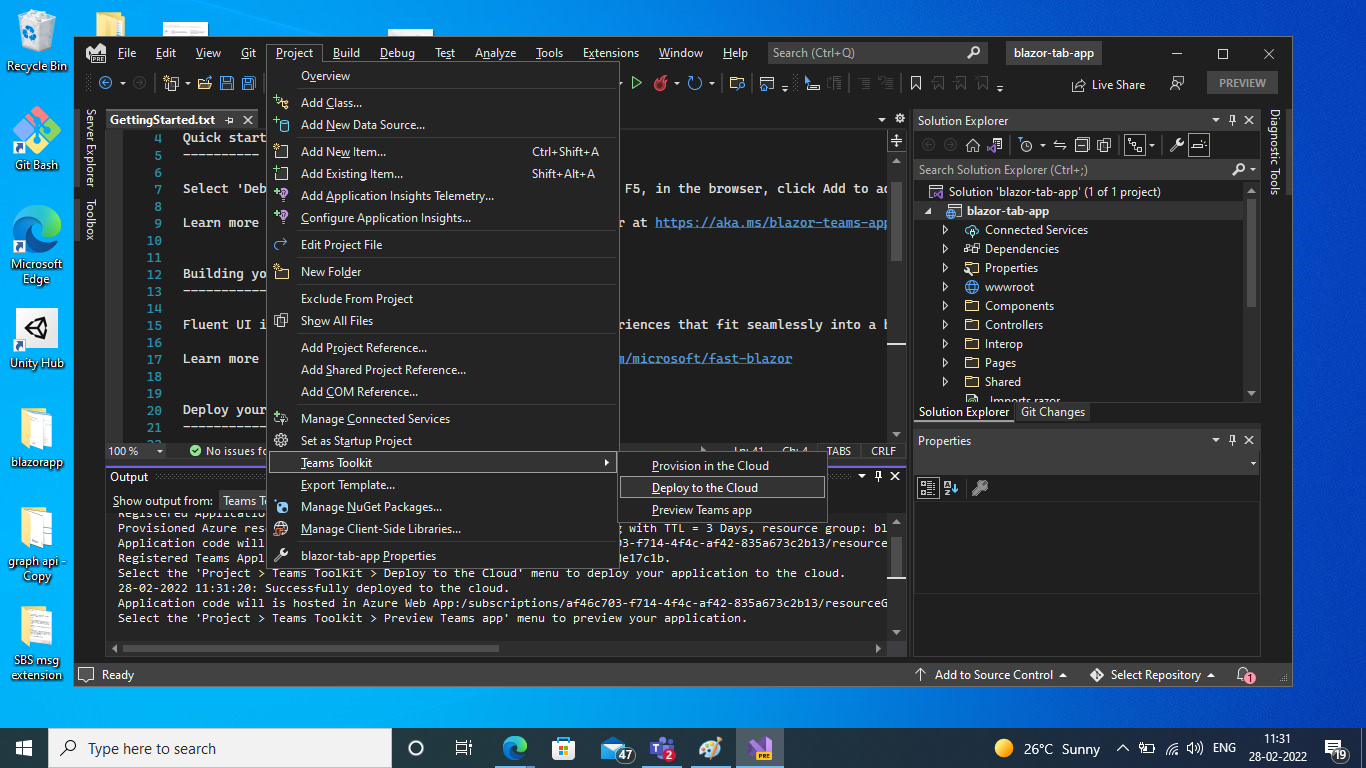 Recycle Bin
Git Bash
Microsoft
Edge
Unity Hub
blazorapp
graph api -
Copy
SBS msg
extension
PRE
File Edit View Git Project Build Debug Test Analyze Tools Extensions Window Help Search (Ctrl+Q) blazor-tab-app
Live Share PREVIEW
Server Explorer
Toolbox
GettingStarted.txt
4 Quick start
5 ----------
6
7 Select 'Deb F5, in the browser, click Add to ad
8
9 Learn more r at https://aka.ms/blazor-teams-app
10
11
12 Building yo
13 -----------
14
15 Fluent UI i riences that fit seamlessly into a b
16
17 Learn more m/microsoft/fast-blazor
18
19
20 Deploy your
21 -----------
22
100 % No issues fo Ln: 41 Ch: 4 TABS CRLF
Overview
Add Class...
Add New Data Source...
Add New Item... Ctrl+Shift+A
Add Existing Item... Shift+Alt+A
Add Application Insights Telemetry...
Configure Application Insights...
Edit Project File
New Folder
Exclude From Project
Show All Files
Add Project Reference...
Add Shared Project Reference...
Add COM Reference...
Manage Connected Services
Set as Startup Project
Teams Toolkit
Export Template...
Manage NuGet Packages...
Manage Client-Side Libraries...
blazor-tab-app Properties
Provision in the Cloud
Deploy to the Cloud
Preview Teams app
Output
Show output from: Teams To
Registered Application
Provisioned Azure res ng with TTL = 3 Days, resource group: bl
Application code will 03-f714-4f4c-af42-835a673c2b13/resource
Registered Teams Appl de17c1b.
Select the 'Project > Teams Toolkit > Deploy to the Cloud' menu to deploy your application to the cloud.
28-02-2022 11:31:20: Successfully deployed to the cloud.
Application code will is hosted in Azure Web App:/subscriptions/af46c703-f714-4f4c-af42-835a673c2b13/resourceG
Select the 'Project > Teams Toolkit > Preview Teams app' menu to preview your application.
Solution Explorer
Search Solution Explorer (Ctrl+;)
Solution 'blazor-tab-app' (1 of 1 project)
blazor-tab-app
Connected Services
Dependencies
Properties
wwwroot
Components
Controllers
Interop
Pages
Shared
_Imports.razor
Solution Explorer Git Changes
Properties
Diagnostic Tools
Ready Add to Source Control Select Repository 1
Type here to search 47 2 PRE 26°C Sunny ENG 11:31
28-02-2022 19